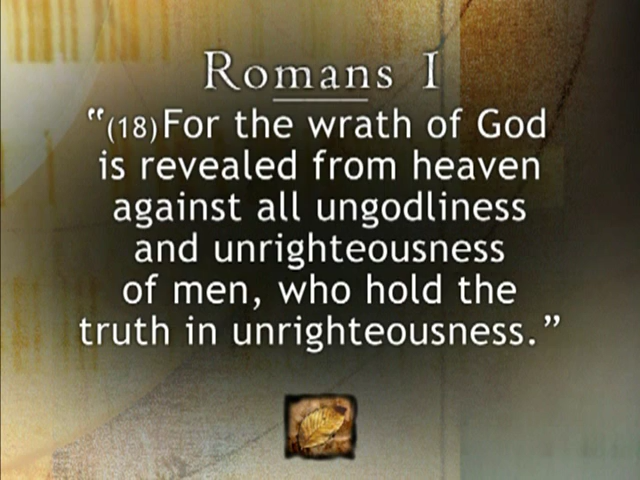 Romans 1
“(18)For the wrath of God
is revealed from heaven
against all ungodliness
and unrighteousness
of men, who hold the
truth in unrighteousness.”